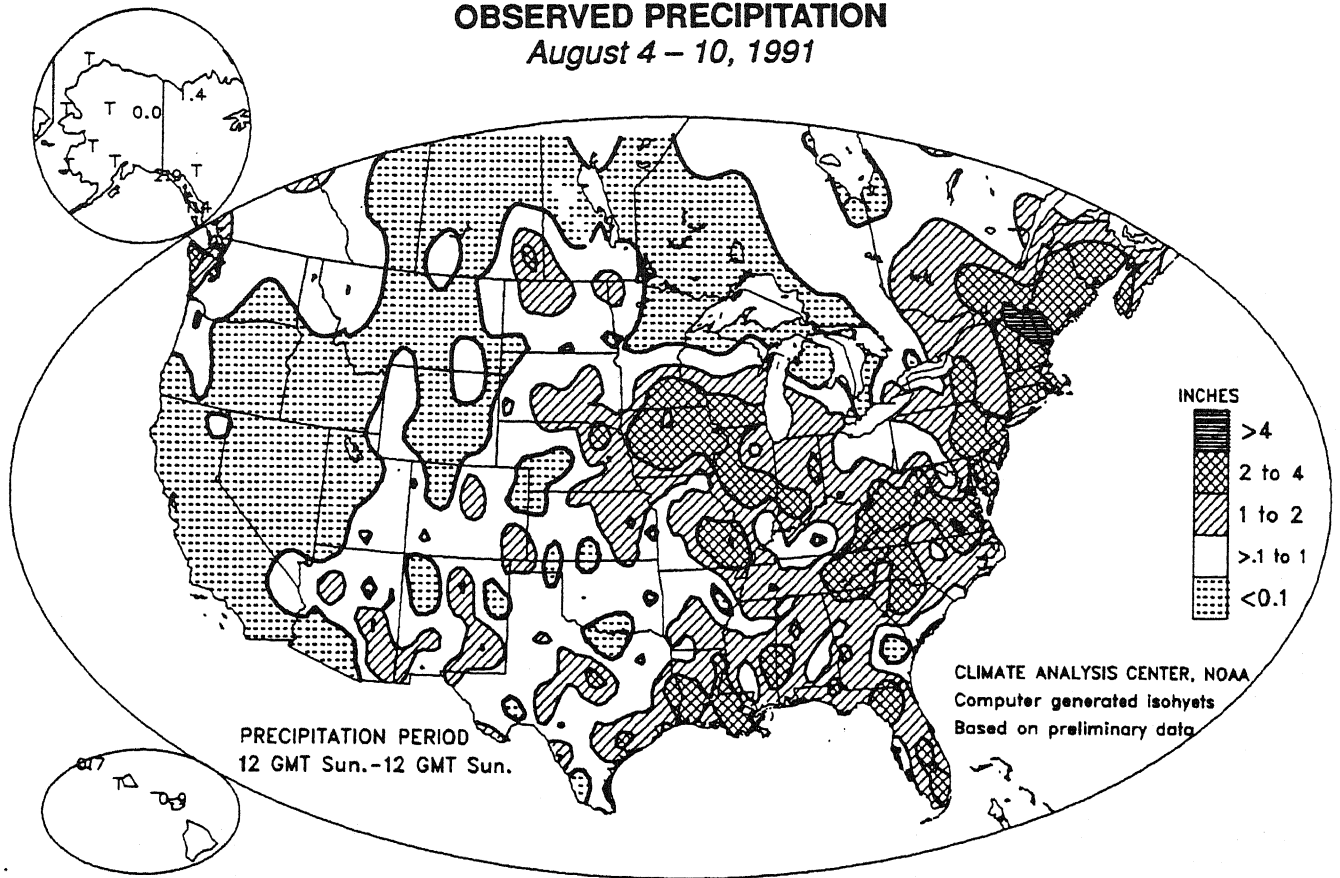 OBSERVED PRECIPITATION
August 4 – 10, 1991
T
1.4
T
0.0
T
T
T
T
INCHES
>4
2 to 4
1 to 2
>.1 to 1
<0.1
CLIMATE ANALYSIS CENTER, NOAA
Computer generated isohyets
Based on preliminary data
PRECIPITATION PERIOD
12 GMT Sun.-12 GMT Sun.
T